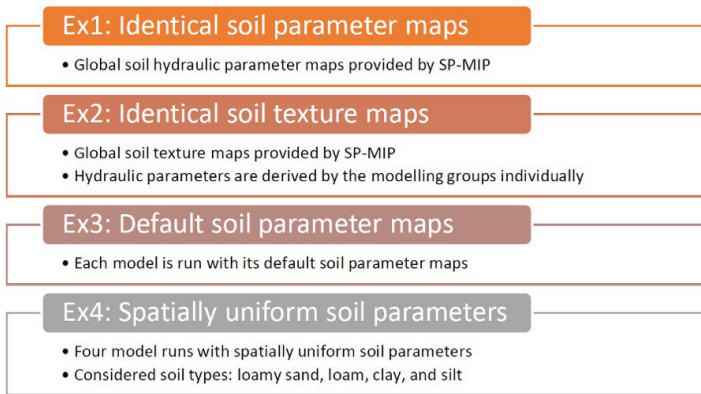 Ex1: Identical soil parameter maps
• Global soil hydraulic parameter maps provided by SP-MIP
Ex2: Identical soil texture maps
• Global soil texture maps provided by SP-MIP
• Hydraulic parameters are derived by the modelling groups individually
Ex3: Default soil parameter maps
• Each model is run with its default soil parameter maps
Ex4: Spatially uniform soil parameters
• Four model runs with spatially uniform soil parameters
• Considered soil types: loamy sand, loam, clay, and silt